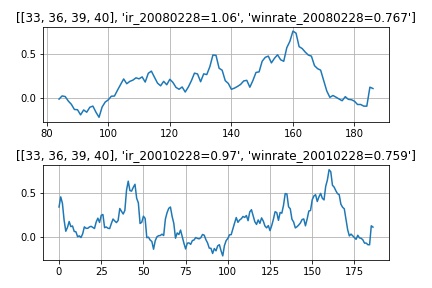 [[33, 36, 39, 40], 'ir_20080228=1.06', 'winrate_20080228=0.767']
0.5
0.0
80 100 120 140 160 180
[[33, 36, 39, 40], 'ir_20010228=0.97', 'winrate_20010228=0.759']
0.5
0.0
0 25 50 75 100 125 150 175